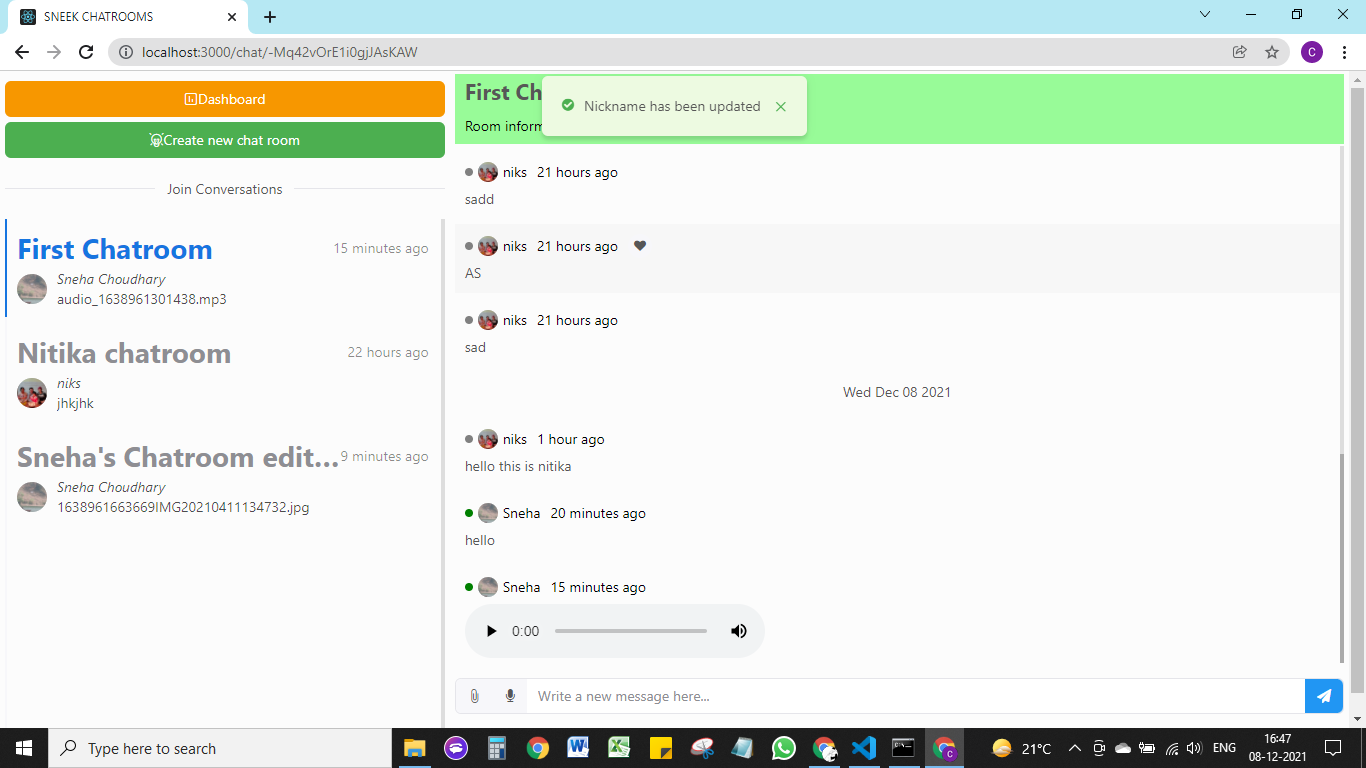 SNEEK CHATROOMS
localhost:3000/chat/-Mq42vOrE1i0gjJAsKAW
C
Dashboard
Create new chat room
Join Conversations
First Chatroom
15 minutes ago
Sneha Choudhary
audio_1638961301438.mp3
Nitika chatroom
22 hours ago
niks
jhkjhk
Sneha's Chatroom edit...
9 minutes ago
Sneha Choudhary
1638961663669IMG20210411134732.jpg
First Ch
Room inform
Nickname has been updated
niks 21 hours ago
sadd
niks 21 hours ago
AS
niks 21 hours ago
sad
Wed Dec 08 2021
niks 1 hour ago
hello this is nitika
Sneha 20 minutes ago
hello
Sneha 15 minutes ago
0:00
Write a new message here...
Type here to search
21°C
ENG
16:47
08-12-2021